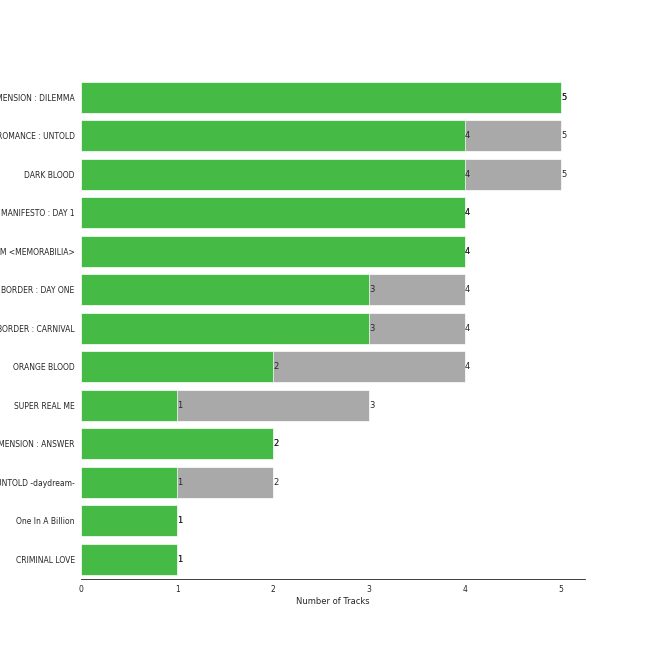 MENSION : DILEMMA 5
ROMANCE : UNTOLD 4 5
DARK BLOOD 4 5
MANIFESTO : DAY 1 4
M <MEMORABILIA> 4
BORDER : DAY ONE 3 4
BORDER : CARNIVAL 3 4
ORANGE BLOOD 2 4
SUPER REAL ME 1 3
MENSION : ANSWER 2
UNTOLD -daydream- 1 2
One In A Billion 1
CRIMINAL LOVE 1
0 1 2 3 4 5
Number of Tracks